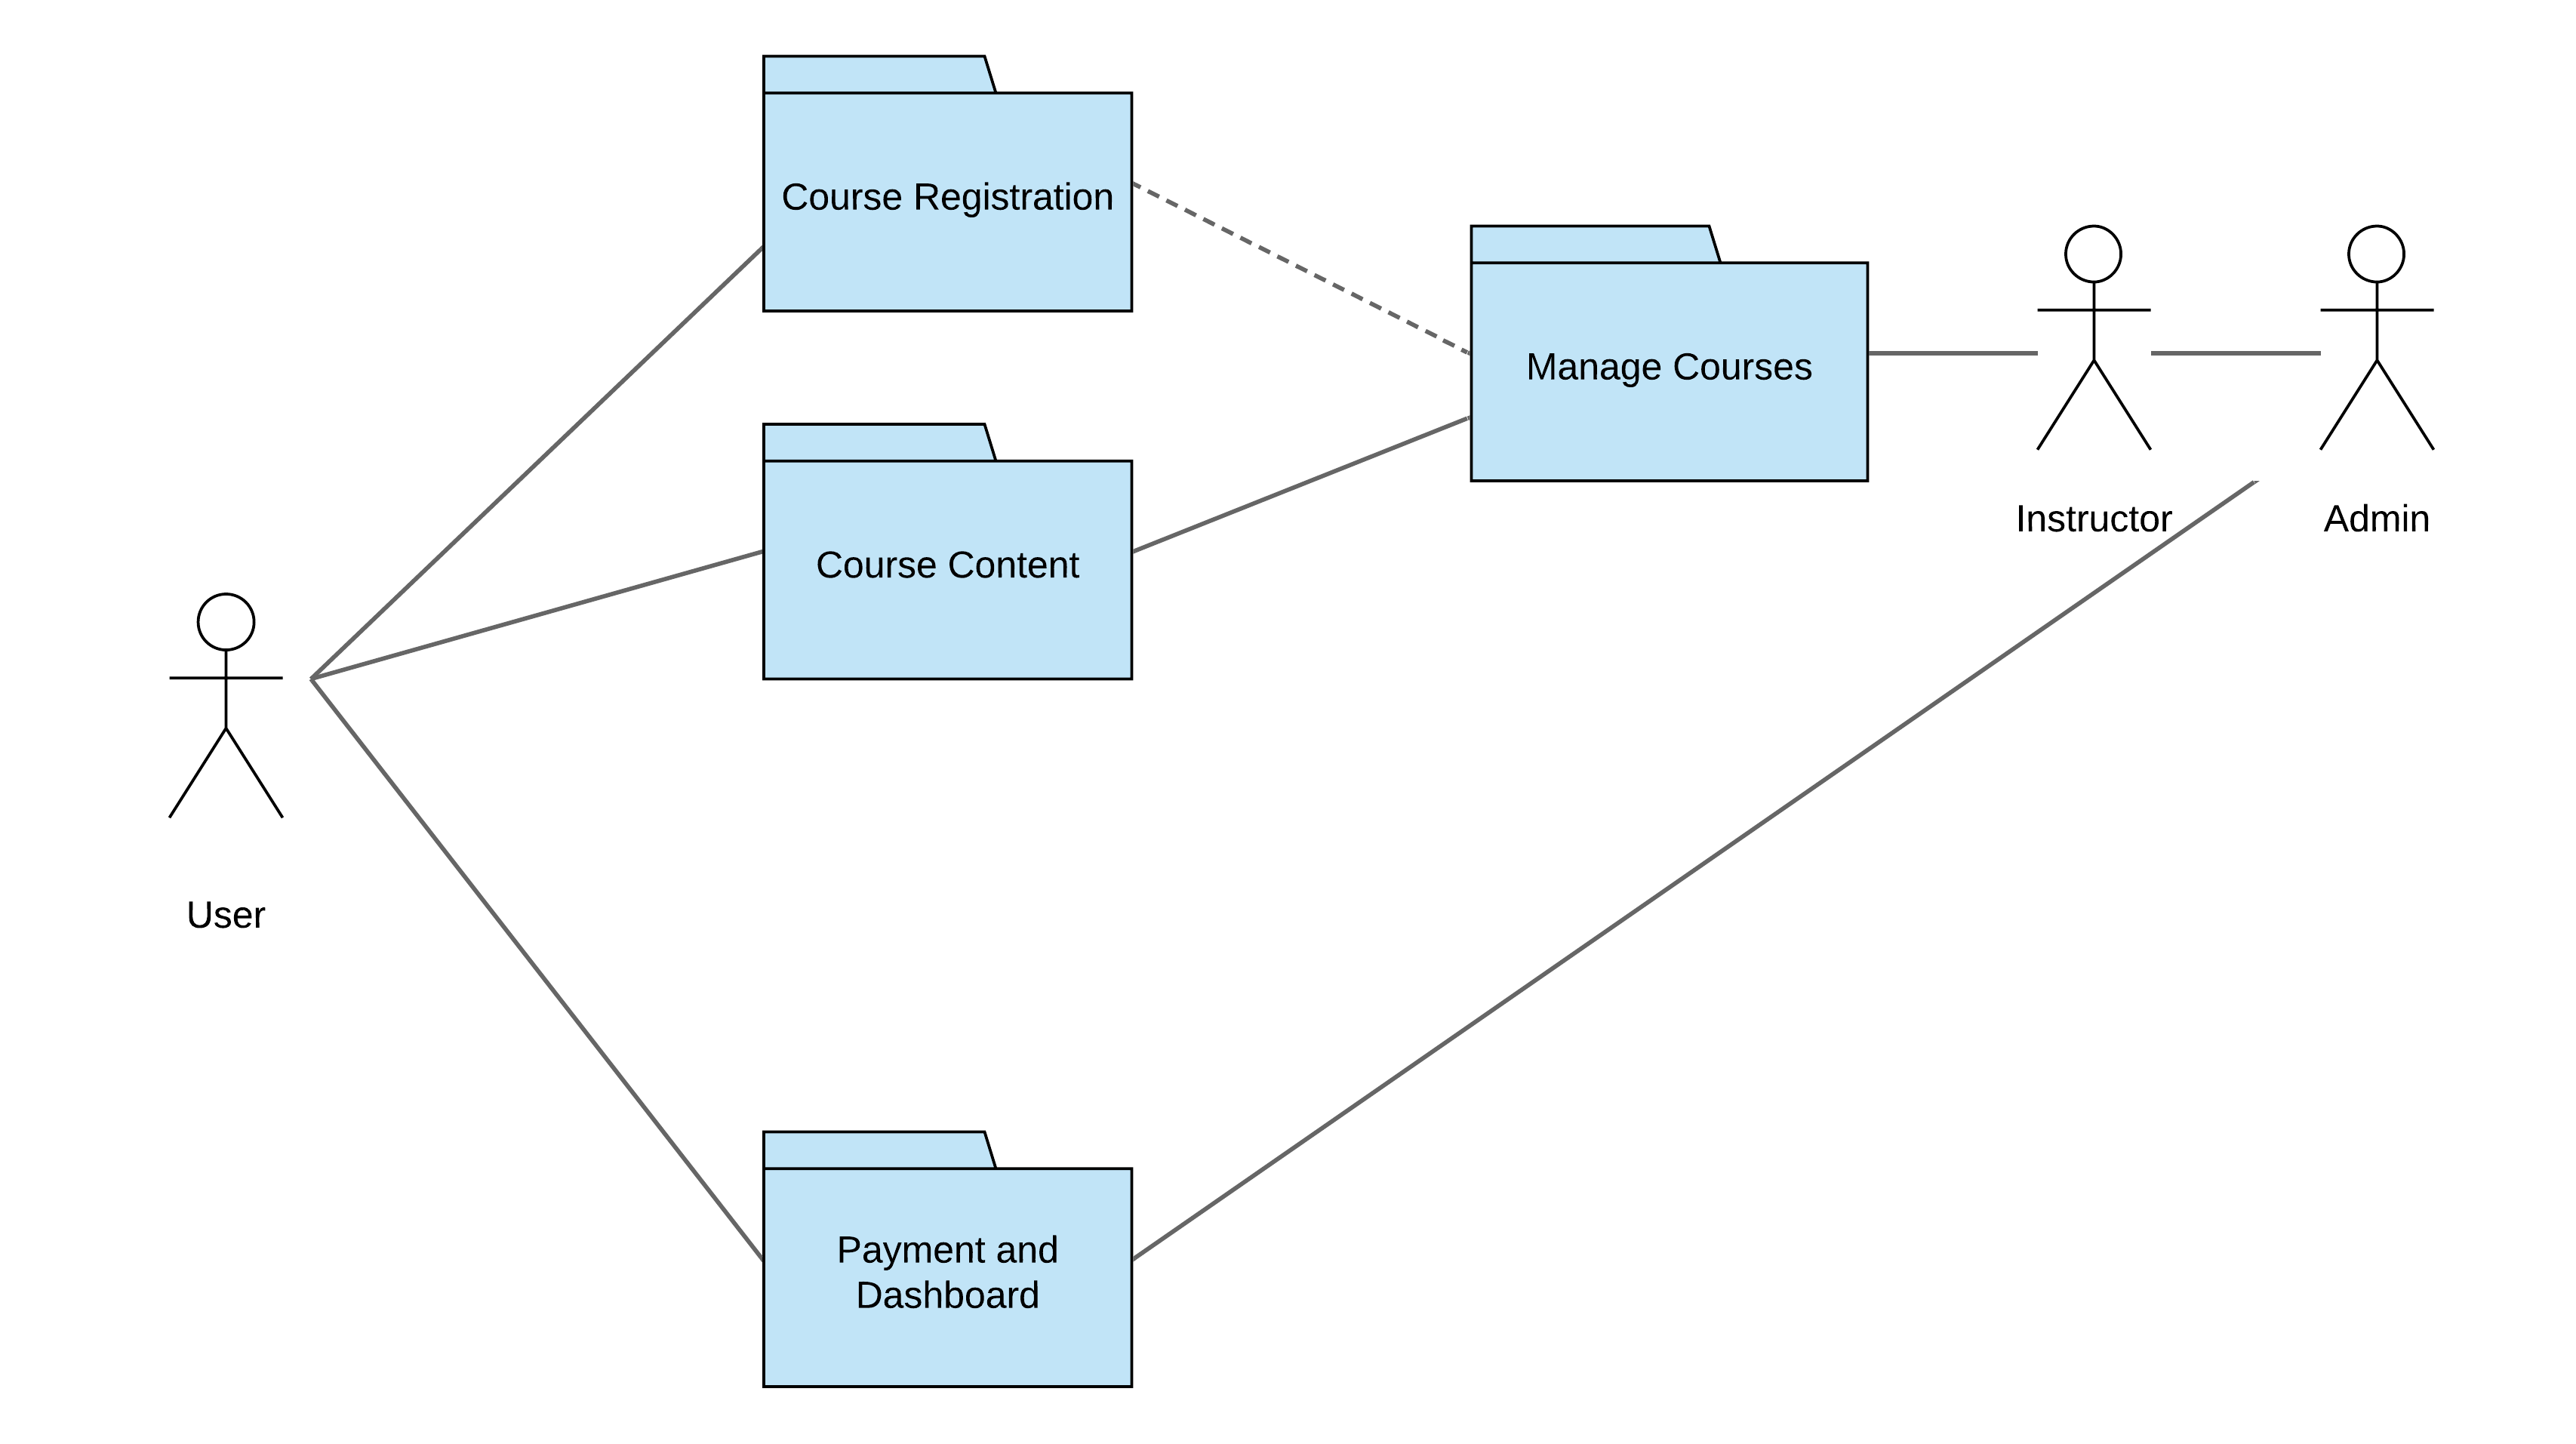 Course Registration
Manage Courses
Instructor
Admin
Course Content
User
Payment and
Dashboard